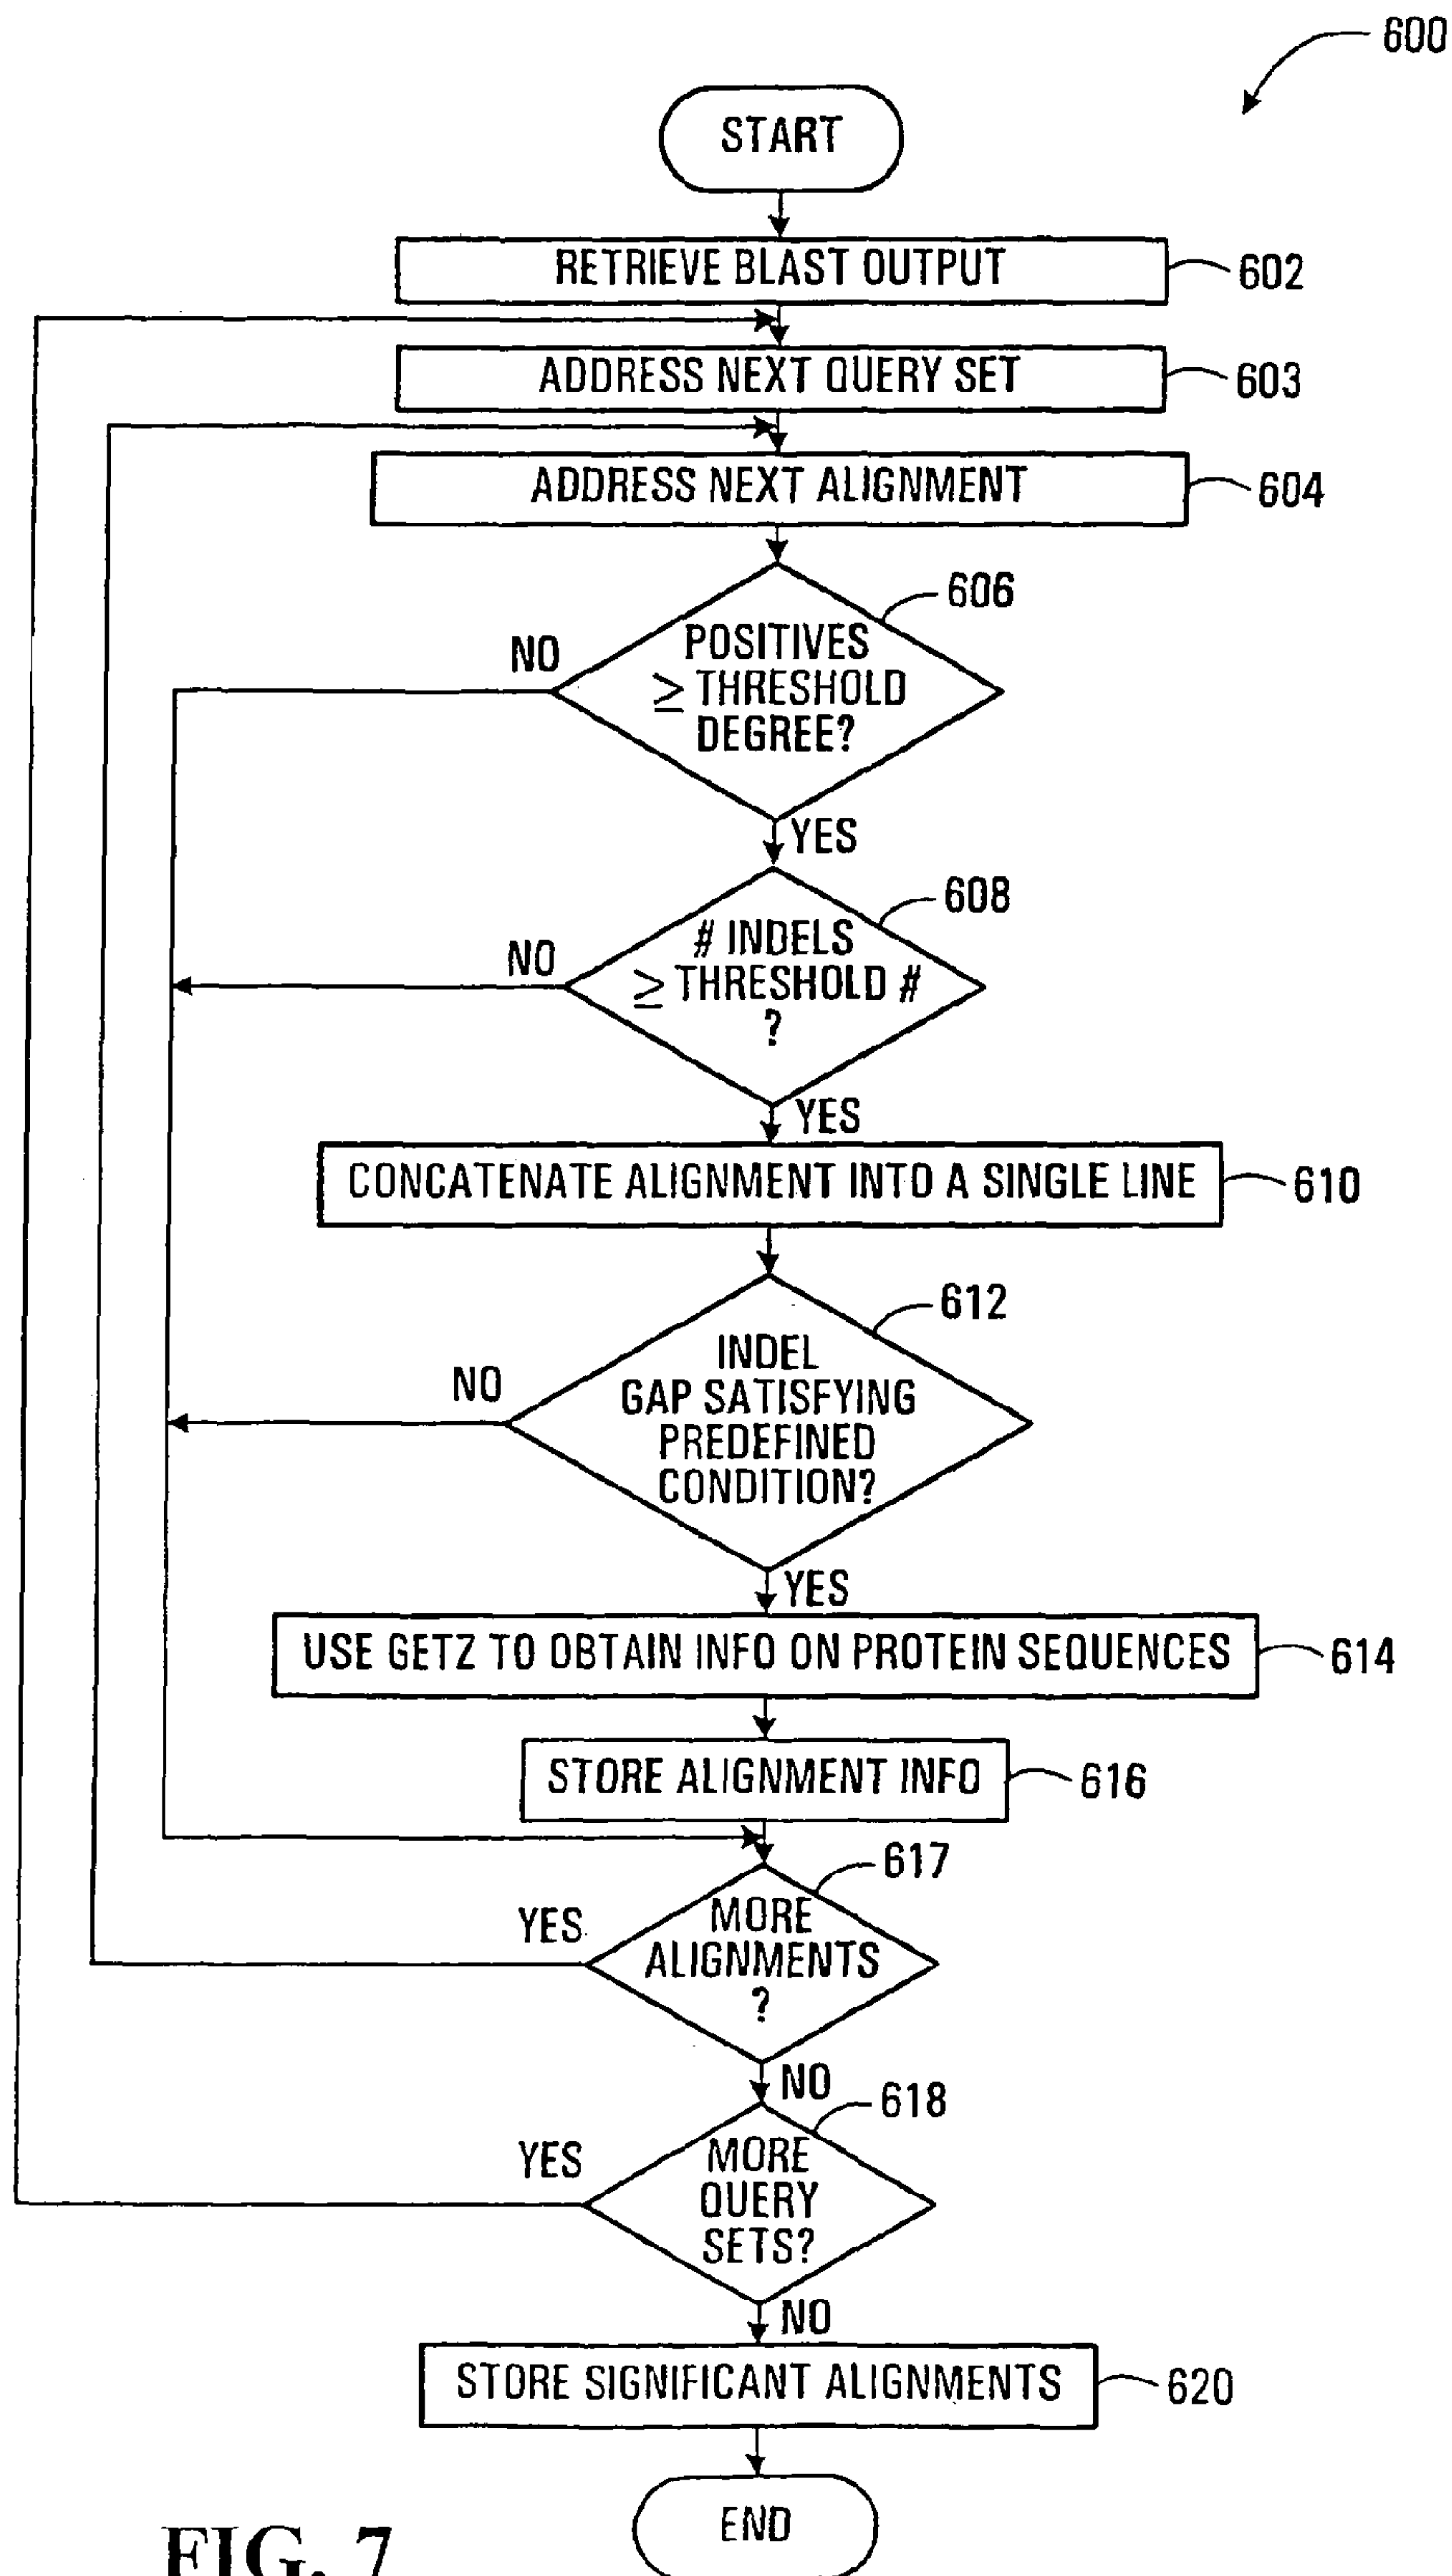 600
START
RETRIEVE BLAST OUTPUT
602
ADDRESS NEXT QUERY SET
603
ADDRESS NEXT ALIGNMENT
604
606
NO
POSITIVES
≥ THRESHOLD
DEGREE?
YES
608
NO
# INDELS
≥ THRESHOLD #
?
YES
CONCATENATE ALIGNMENT INTO A SINGLE LINE
610
612
NO
INDEL
GAP SATISFYING
PREDEFINED
CONDITION?
YES
USE GETZ TO OBTAIN INFO ON PROTEIN SEQUENCES
614
STORE ALIGNMENT INFO
616
617
YES
MORE
ALIGNMENTS
?
NO
618
YES
MORE
QUERY
SETS?
NO
STORE SIGNIFICANT ALIGNMENTS
620
END
FIG. 7